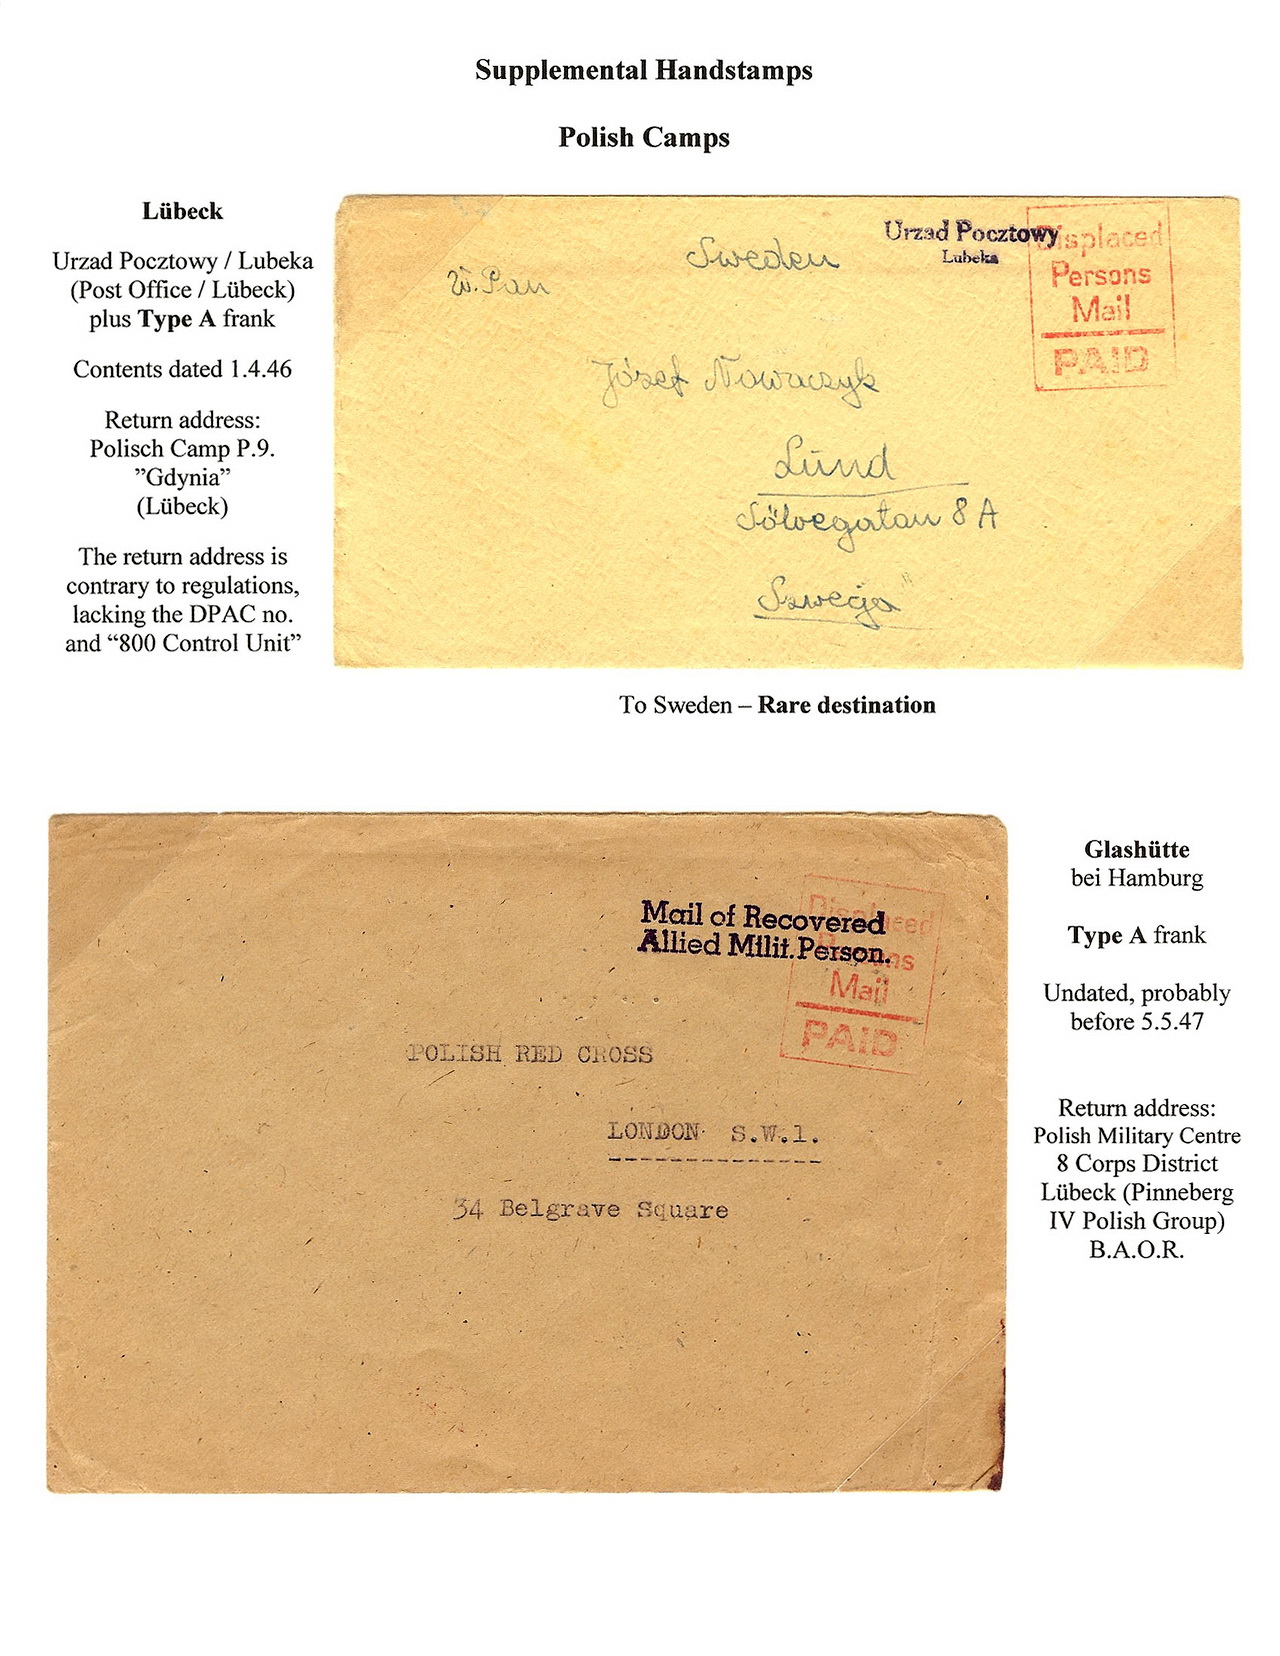 Supplemental Handstamps
Polish Camps
Lübeck
Urzad Pocztowy / Lubeka
(Post Office / Lübeck)
plus Type A frank
Contents dated 1.4.46
Return address:
Polisch Camp P.9.
”Gdynia”
(Lübeck)
The return address is
contrary to regulations,
lacking the DPAC no.
and “800 Control Unit”
Urzad Pocztowy
Lubeka
Displaced
Persons
Mail
PAID
Sweden
W. Pan
Józef Nowaczyk
Lünd
Sölvegatan 8 A
Szwecja
To Sweden – Rare destination
Mail of Recovered
Allied Milit. Person.
Displaced
Persons
Mail
PAID
POLISH RED CROSS
LONDON S.W.1.
34 Belgrave Square
Glashütte
bei Hamburg
Type A frank
Undated, probably
before 5.5.47
Return address:
Polish Military Centre
8 Corps District
Lübeck (Pinneberg
IV Polish Group)
B.A.O.R.